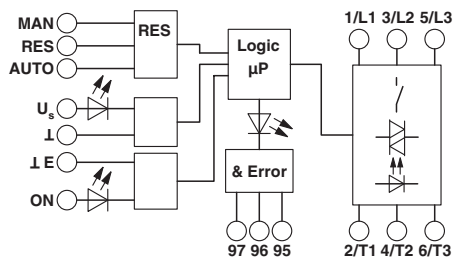 MAN
RES
AUTO
RES
Logic
µP
1/L1 3/L2 5/L3
Us
⊥
⊥ E
ON
& Error
97 96 95
2/T1 4/T2 6/T3